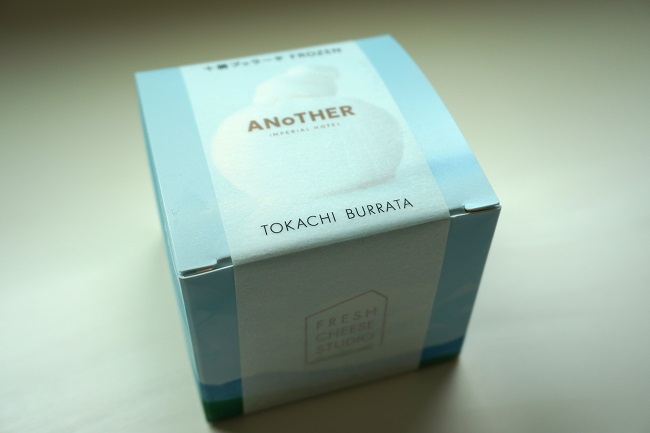 十勝ブッラータ FROZEN
ANoTHER
IMPERIAL HOTEL
TOKACHI BURRATA
FRESH
CHEESE
STUDIO